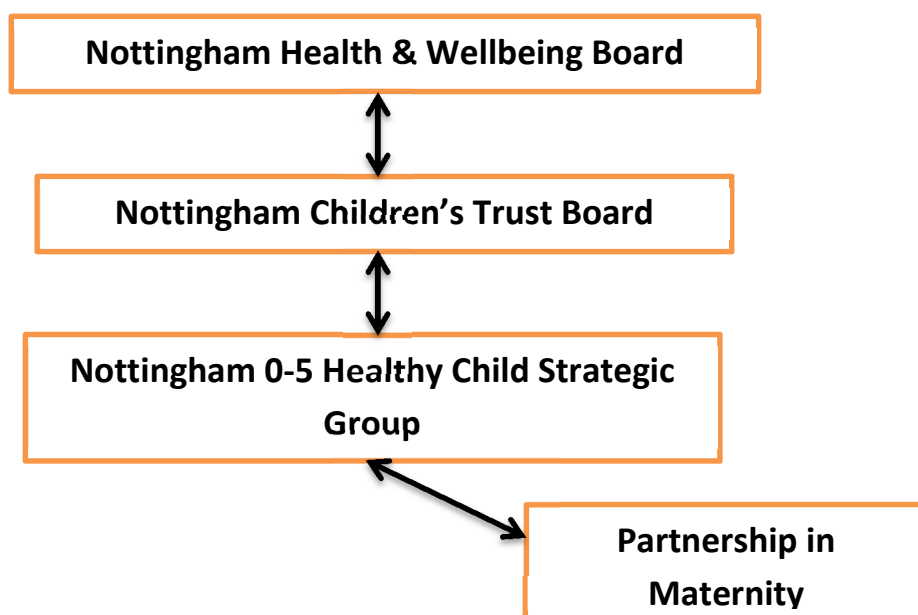 Nottingham Health & Wellbeing Board
Nottingham Children’s Trust Board
Nottingham 0-5 Healthy Child Strategic
Group
Partnership in
Maternity